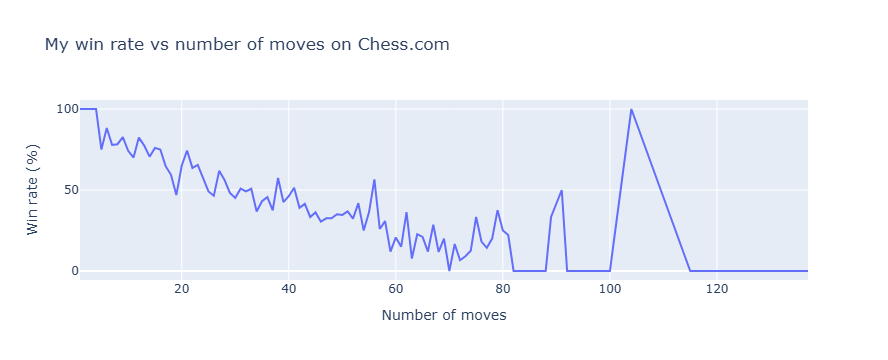 My win rate vs number of moves on Chess.com
100
50
0
Win rate (%)
20 40 60 80 100 120
Number of moves